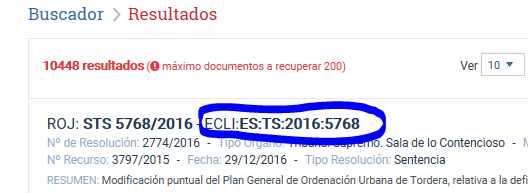 Buscador > Resultados
10448 resultados ( máximo documentos a recuperar 200) Ver 10
ROJ: STS 5768/2016 - ECLI:ES:TS:2016:5768
Nº de Resolución: 2774/2016 - Tipo Órgano: Tribunal Supremo. Sala de lo Contencioso - M
Nº Recurso: 3797/2015 - Fecha: 29/12/2016 - Tipo Resolución: Sentencia
RESUMEN: Modificación puntual del Plan General de Ordenación Urbana de Tordera, relativa a la defi